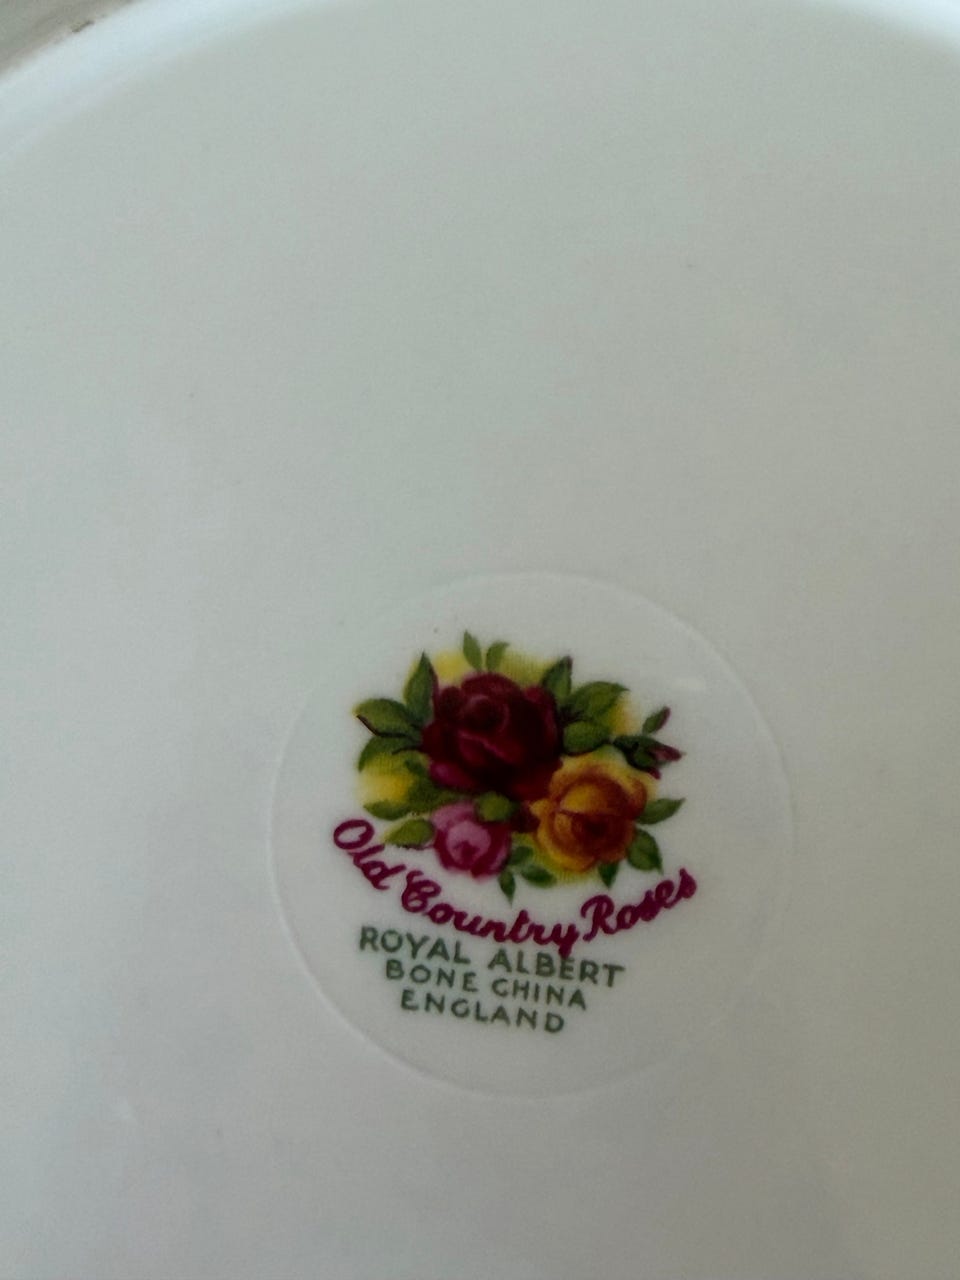 Old Country Roses
ROYAL ALBERT
BONE CHINA
ENGLAND